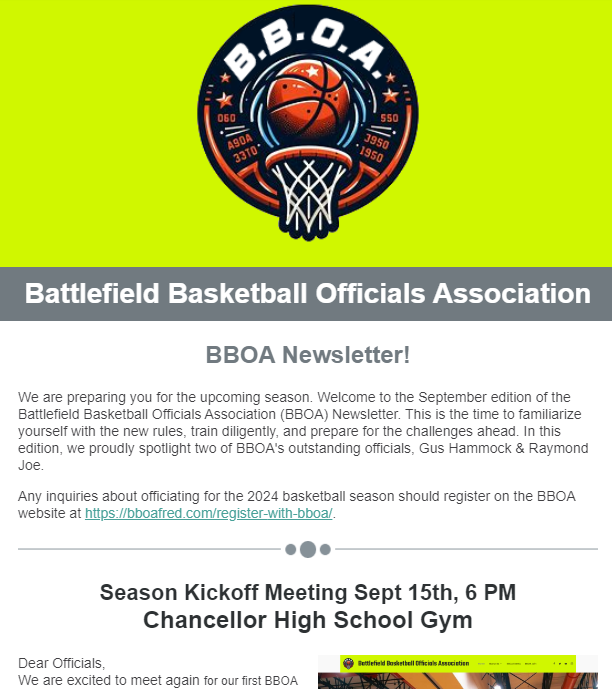 B.B.O.A.
060
550
A90A
3950
33T0
1950
Battlefield Basketball Officials Association
BBOA Newsletter!
We are preparing you for the upcoming season. Welcome to the September edition of the
Battlefield Basketball Officials Association (BBOA) Newsletter. This is the time to familiarize
yourself with the new rules, train diligently, and prepare for the challenges ahead. In this
edition, we proudly spotlight two of BBOA's outstanding officials, Gus Hammock & Raymond
Joe.
Any inquiries about officiating for the 2024 basketball season should register on the BBOA
website at https://bboafred.com/register-with-bboa/.
Season Kickoff Meeting Sept 15th, 6 PM
Chancellor High School Gym
Dear Officials,
We are excited to meet again for our first BBOA
Battlefield Basketball Officials Association